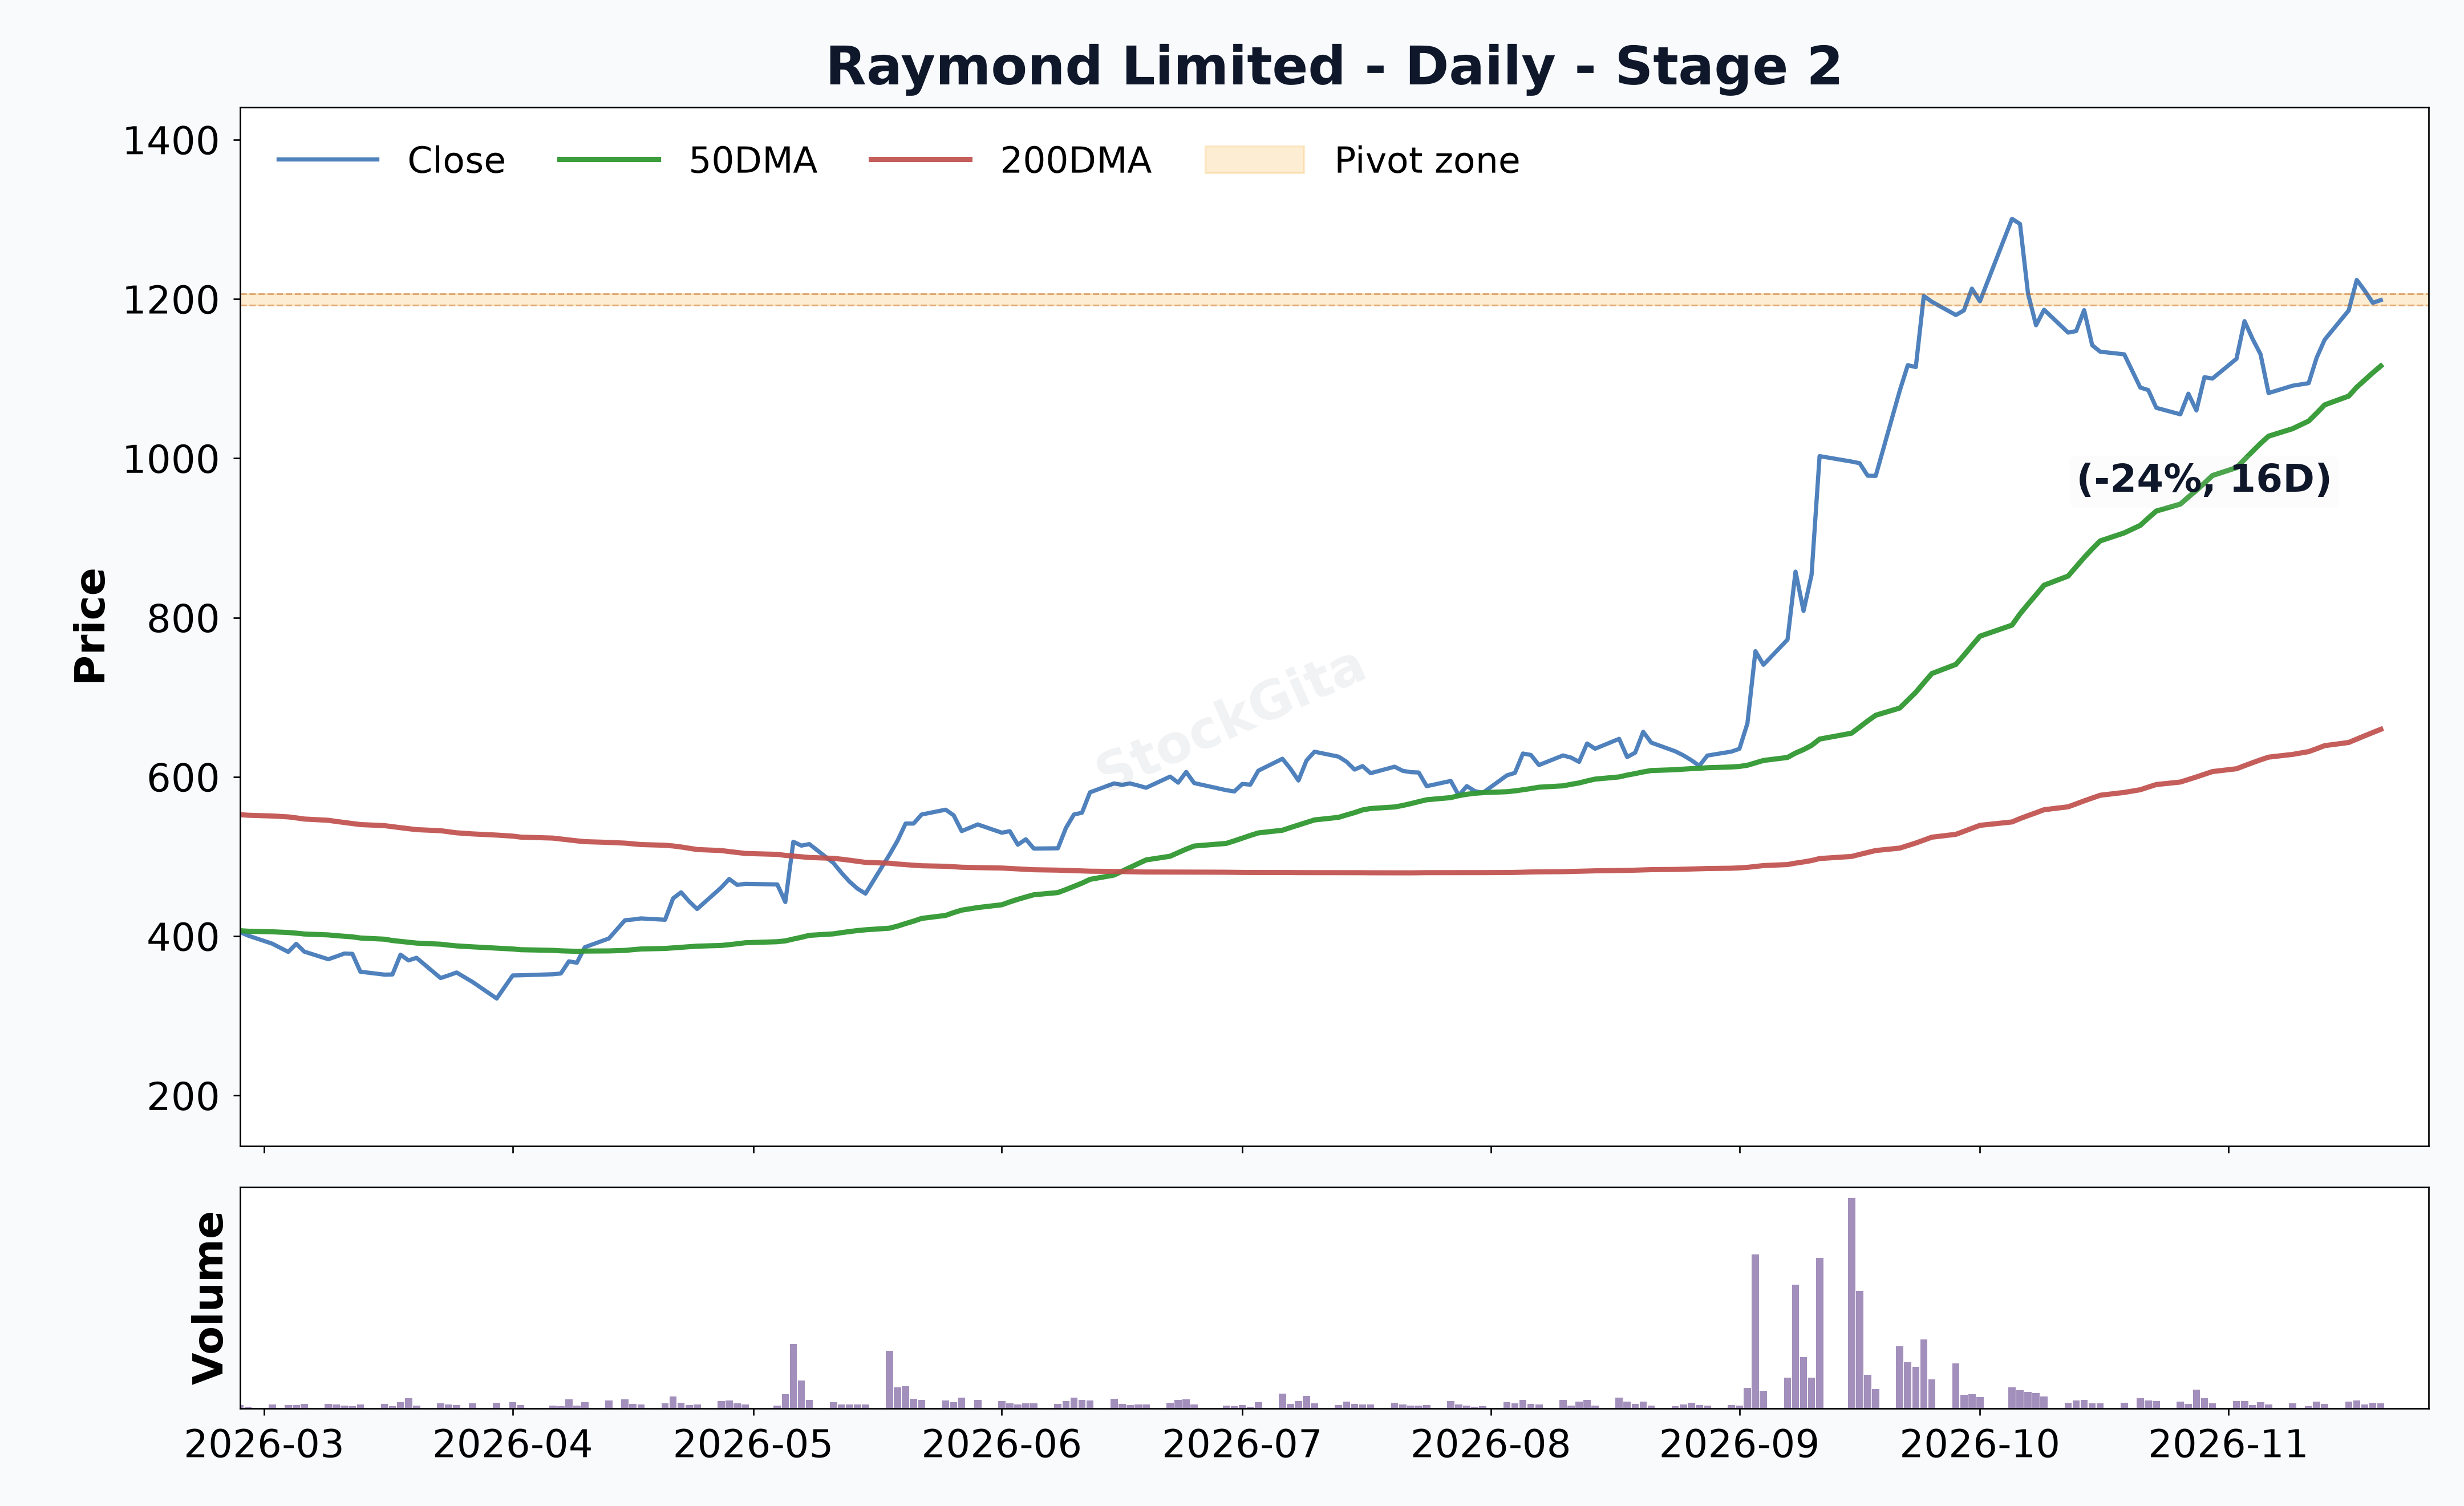 Raymond Limited - Daily - Stage 2
Close
50DMA
200DMA
Pivot zone
1400
1200
1000
800
600
400
200
Price
(-24%, 16D)
StockGita
Volume
2026-03
2026-04
2026-05
2026-06
2026-07
2026-08
2026-09
2026-10
2026-11